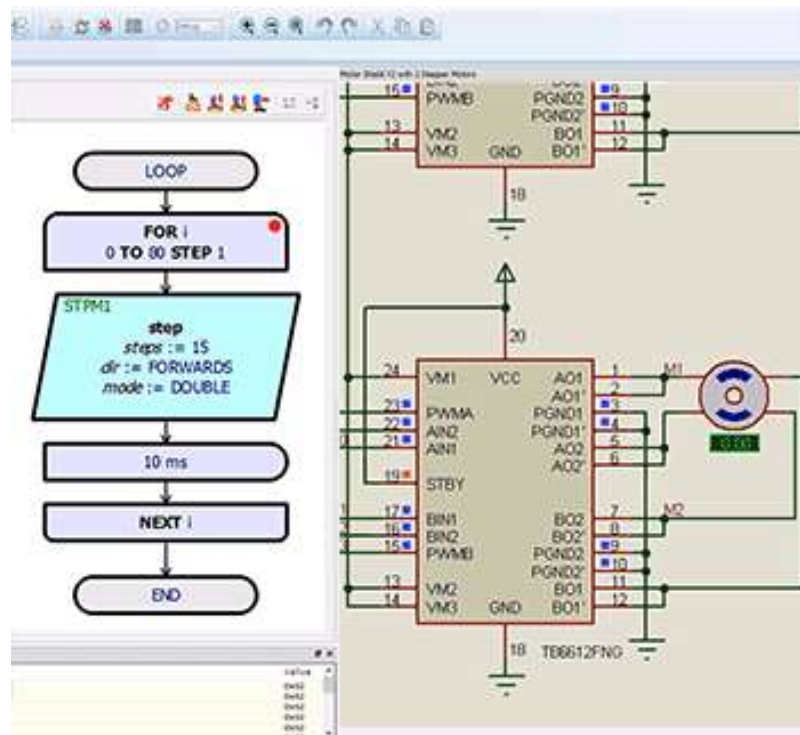 Motor Shield V2 with 2 Stepper Motors
LOOP
FOR i
0 TO 80 STEP 1
STPM1
step
steps := 15
dir := FORWARDS
mode := DOUBLE
10 ms
NEXT i
END
value
15
PWMB
PGND2
9
PGND2'
10
13
VM2
BO1
11
14
VM3
GND
BO1'
12
18
20
24
VM1
VCC
AO1
1
AO1'
2
M1
23
PWMA
PGND1
3
22
AIN2
PGND1'
4
21
AIN1
AO2
5
AO2'
6
19
STBY
17
BIN1
BO2
7
M2
16
BIN2
BO2'
8
15
PWMB
PGND2
9
PGND2'
10
13
VM2
BO1
11
14
VM3
GND
BO1'
12
18
TB6612FNG